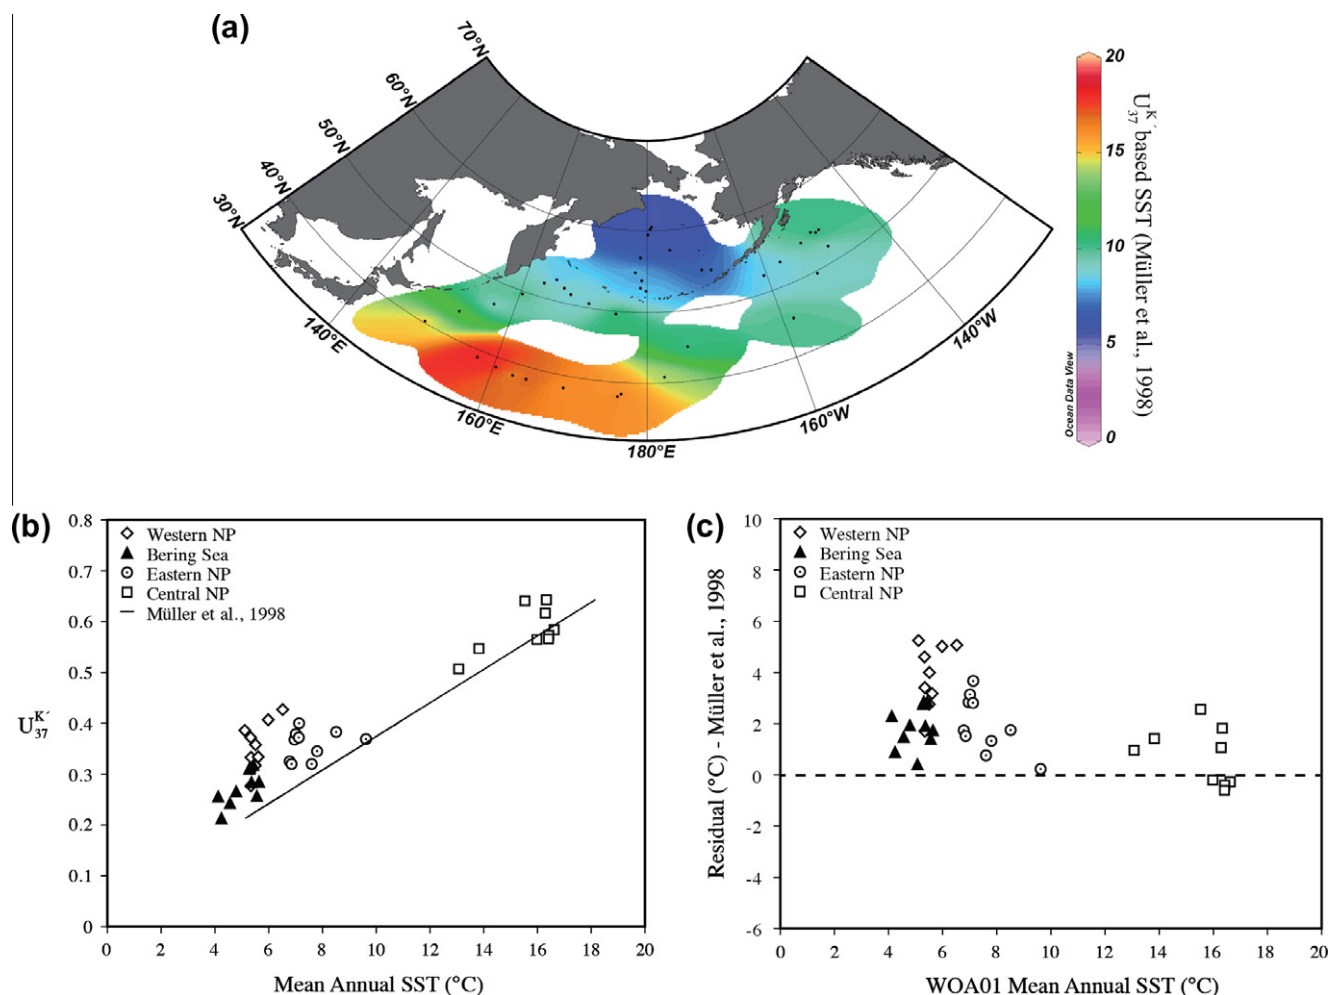 (a)
70°N
60°N
50°N
40°N
30°N
140°E
160°E
180°E
160°W
140°W
20
15
10
5
0
U37K´ based SST (Müller et al., 1998)
Ocean Data View
(b)
0.8
0.7
0.6
0.5
0.4
0.3
0.2
0.1
0
U37K´
Western NP
Bering Sea
Eastern NP
Central NP
Müller et al., 1998
0 2 4 6 8 10 12 14 16 18 20
Mean Annual SST (°C)
(c)
10
8
6
4
2
0
-2
-4
-6
Residual (°C) - Müller et al., 1998
Western NP
Bering Sea
Eastern NP
Central NP
0 2 4 6 8 10 12 14 16 18 20
WOA01 Mean Annual SST (°C)